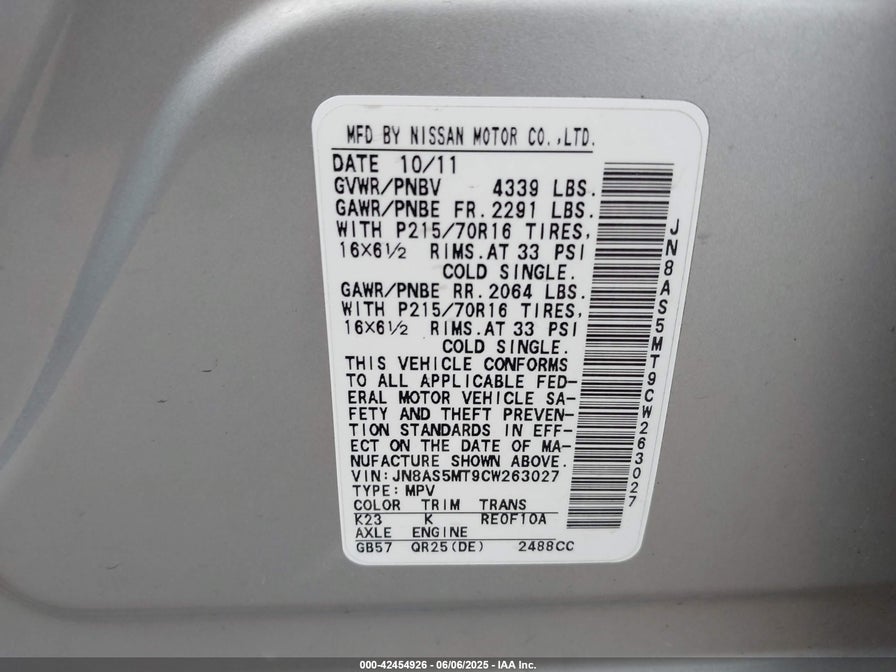 MFD BY NISSAN MOTOR CO.,LTD.
DATE 10/11
GVWR/PNBV 4339 LBS.
GAWR/PNBE FR.2291 LBS.
WITH P215/70R16 TIRES,
16X6½ RIMS.AT 33 PSI
COLD SINGLE.
GAWR/PNBE RR.2064 LBS.
WITH P215/70R16 TIRES,
16X6½ RIMS.AT 33 PSI
COLD SINGLE.
THIS VEHICLE CONFORMS
TO ALL APPLICABLE FED-
ERAL MOTOR VEHICLE SA-
FETY AND THEFT PREVEN-
TION STANDARDS IN EFF-
ECT ON THE DATE OF MA-
NUFACTURE SHOWN ABOVE.
VIN:JN8AS5MT9CW263027
TYPE:MPV
COLOR TRIM TRANS
K23 K RE0F10A
AXLE ENGINE
GB57 QR25(DE) 2488CC
JN8AS5MT9CW263027
000-42454926 - 06/06/2025 - IAA Inc.